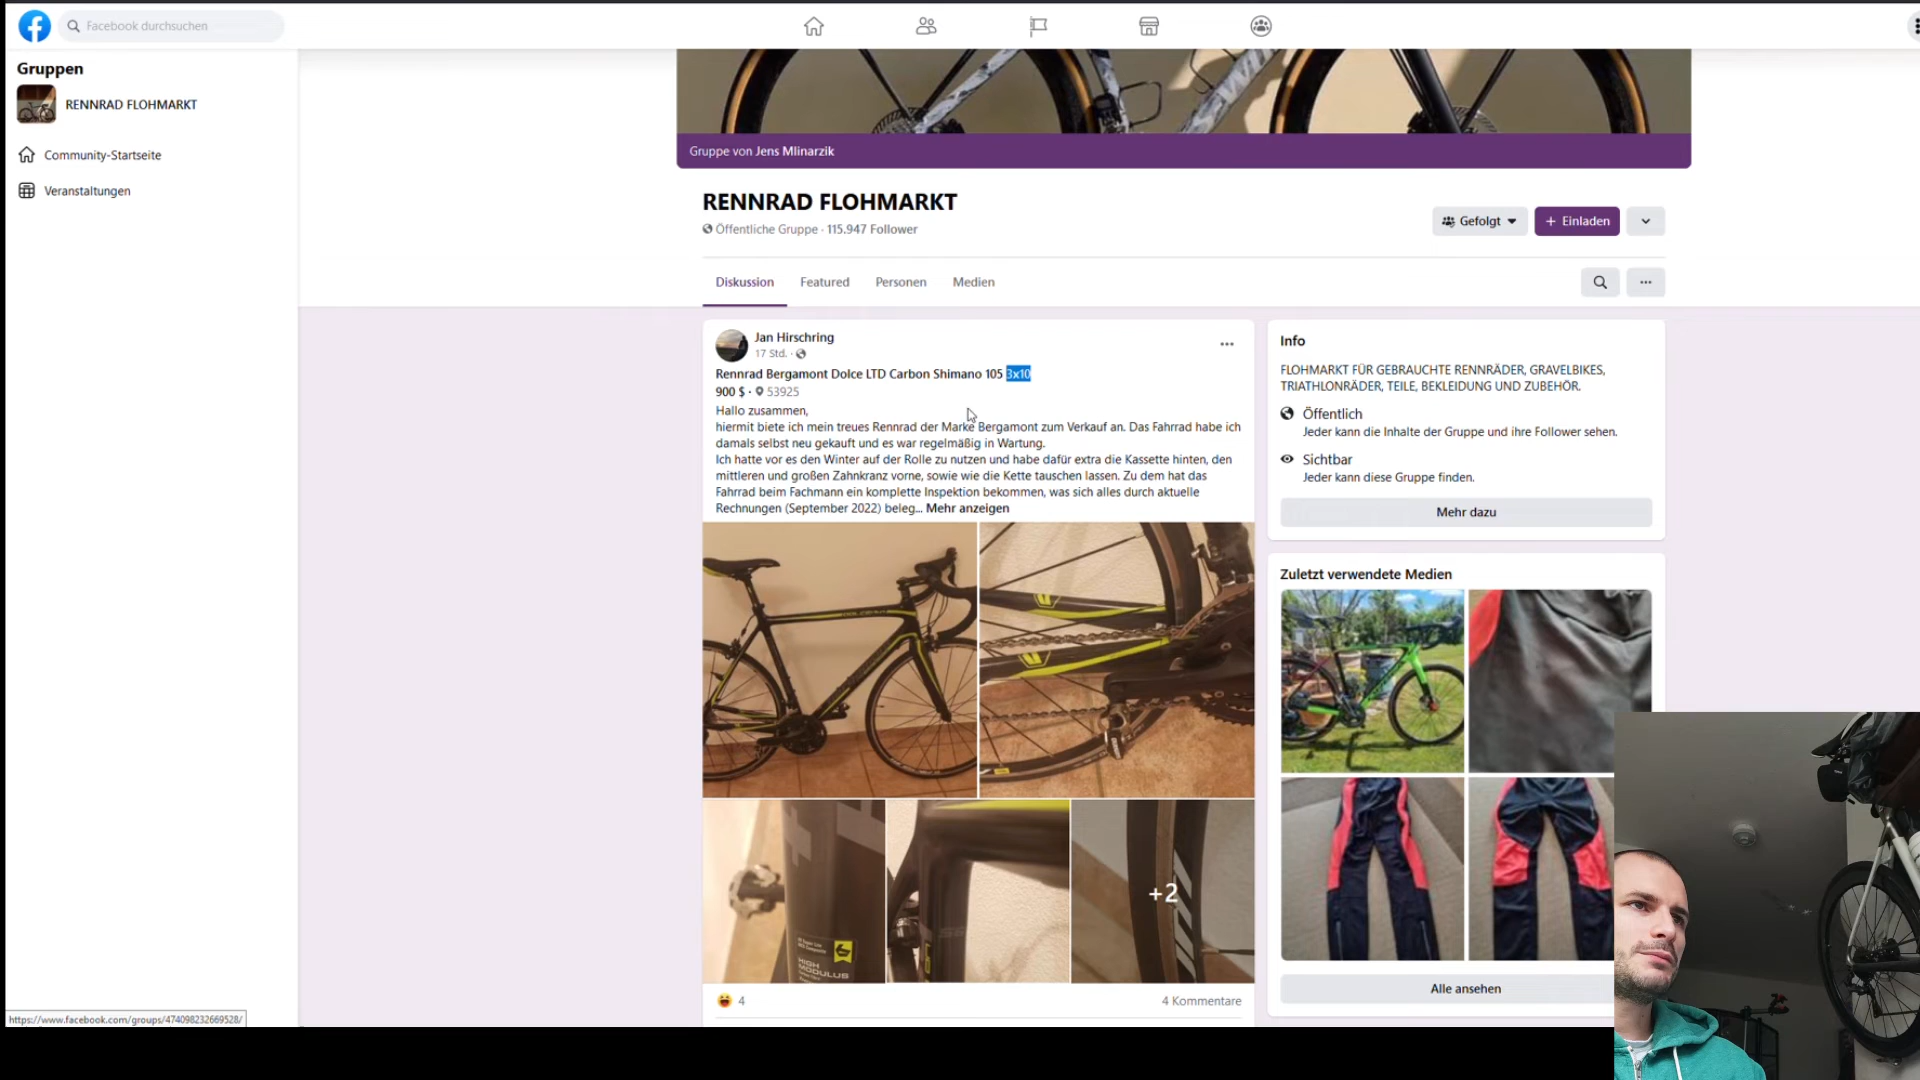 Facebook durchsuchen
Gruppen
RENNRAD FLOHMARKT
Community-Startseite
Veranstaltungen
Gruppe von Jens Mlinarzik
RENNRAD FLOHMARKT
Öffentliche Gruppe · 115.947 Follower
Gefolgt
+ Einladen
Diskussion
Featured
Personen
Medien
Jan Hirschring
17 Std. ·
Rennrad Bergamont Dolce LTD Carbon Shimano 105 3x10
900 $ · 53925
Hallo zusammen,
hiermit biete ich mein treues Rennrad der Marke Bergamont zum Verkauf an. Das Fahrrad habe ich
damals selbst neu gekauft und es war regelmäßig in Wartung.
Ich hatte vor es den Winter auf der Rolle zu nutzen und habe dafür extra die Kassette hinten, den
mittleren und großen Zahnkranz vorne, sowie wie die Kette tauschen lassen. Zu dem hat das
Fahrrad beim Fachmann ein komplette Inspektion bekommen, was sich alles durch aktuelle
Rechnungen (September 2022) beleg... Mehr anzeigen
HIGH
MODULUS
+2
4
4 Kommentare
Info
FLOHMARKT FÜR GEBRAUCHTE RENNRÄDER, GRAVELBIKES,
TRIATHLONRÄDER, TEILE, BEKLEIDUNG UND ZUBEHÖR.
Öffentlich
Jeder kann die Inhalte der Gruppe und ihre Follower sehen.
Sichtbar
Jeder kann diese Gruppe finden.
Mehr dazu
Zuletzt verwendete Medien
Alle ansehen
https://www.facebook.com/groups/474098232669528/